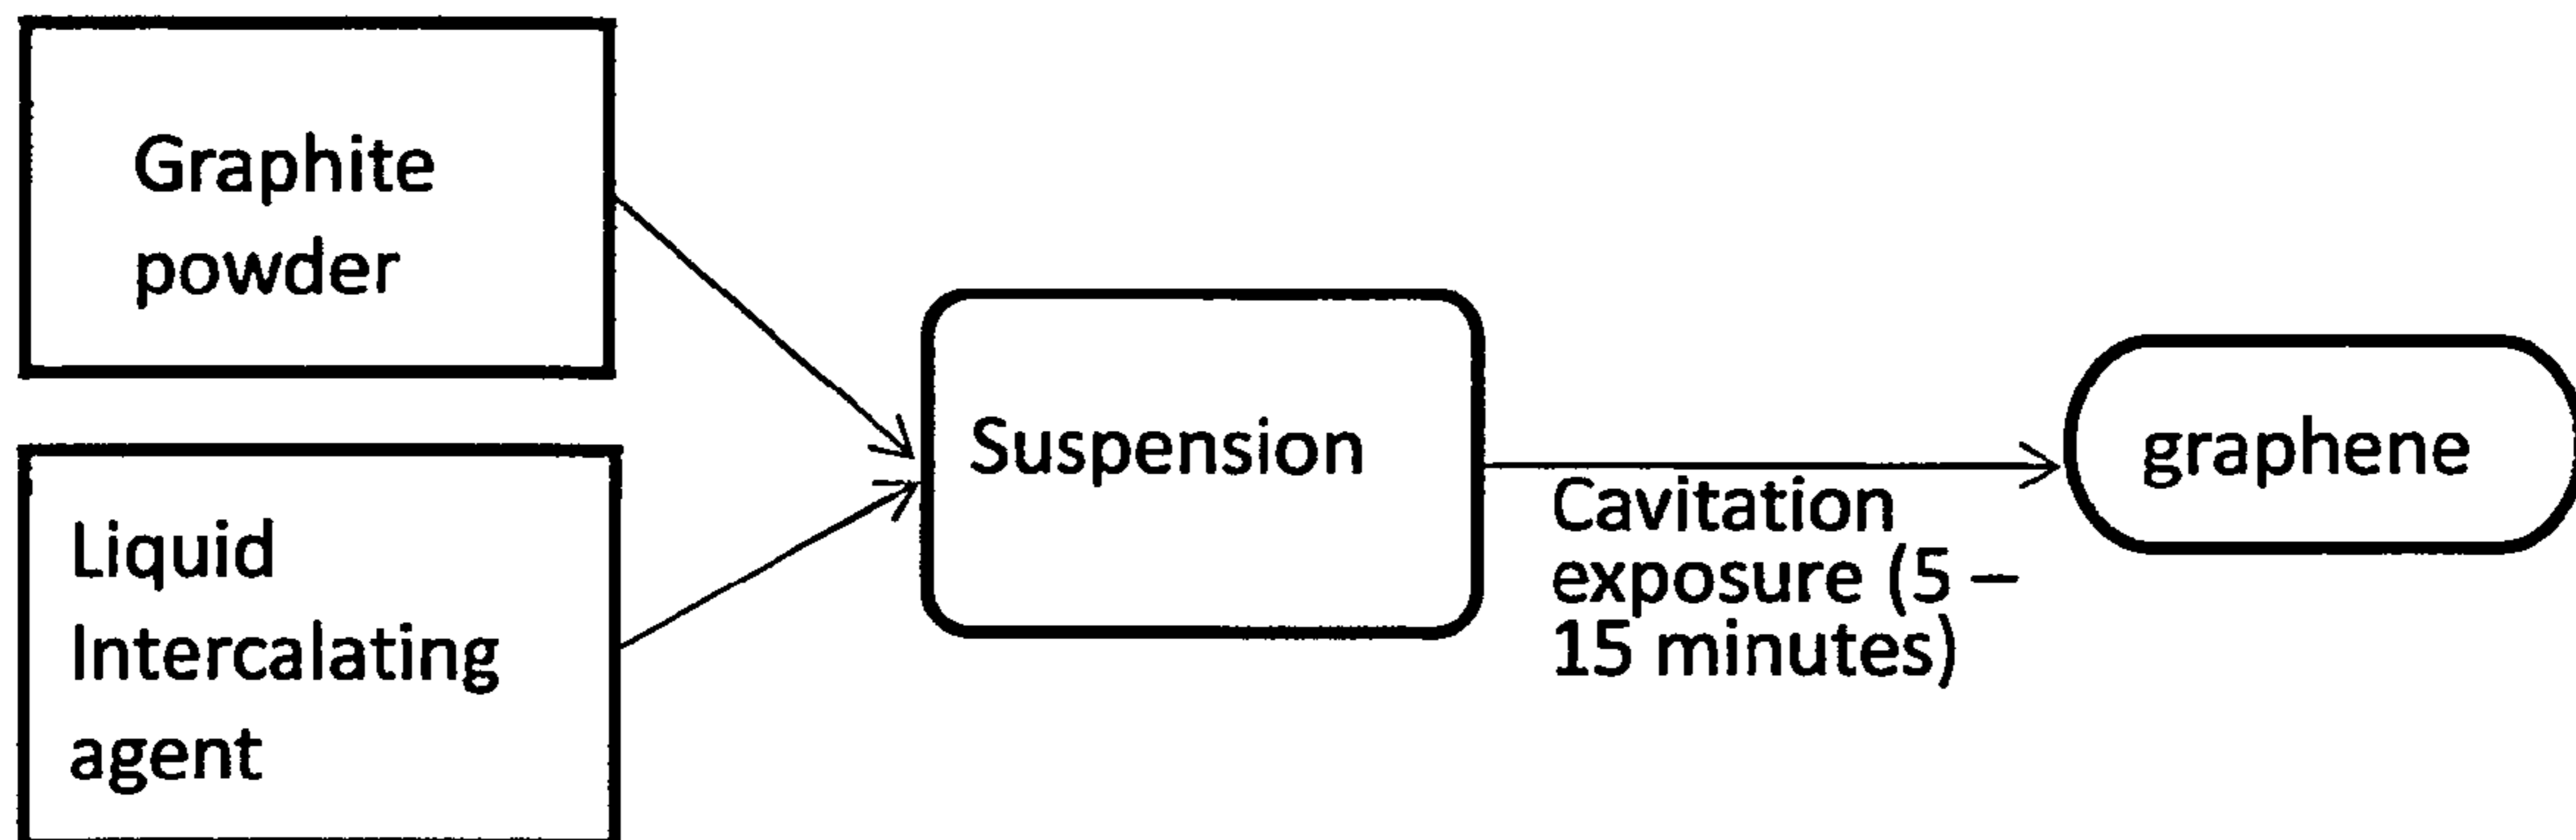 Graphite
powder
Liquid
Intercalating
agent
Suspension
Cavitation
exposure (5 –
15 minutes)
graphene